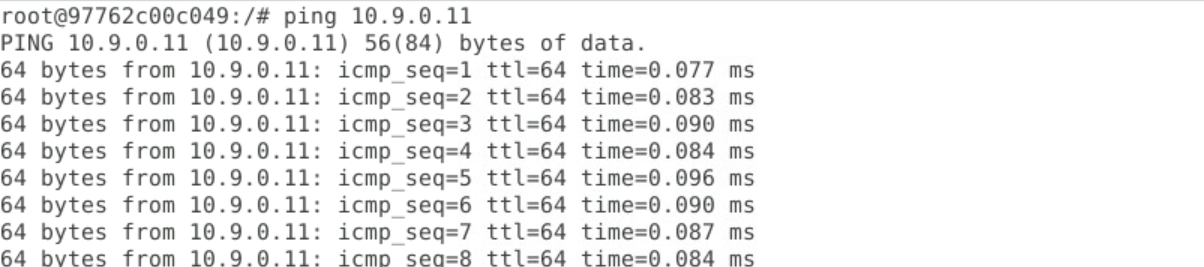 root@97762c00c049:/# ping 10.9.0.11
PING 10.9.0.11 (10.9.0.11) 56(84) bytes of data.
64 bytes from 10.9.0.11: icmp_seq=1 ttl=64 time=0.077 ms
64 bytes from 10.9.0.11: icmp_seq=2 ttl=64 time=0.083 ms
64 bytes from 10.9.0.11: icmp_seq=3 ttl=64 time=0.090 ms
64 bytes from 10.9.0.11: icmp_seq=4 ttl=64 time=0.084 ms
64 bytes from 10.9.0.11: icmp_seq=5 ttl=64 time=0.096 ms
64 bytes from 10.9.0.11: icmp_seq=6 ttl=64 time=0.090 ms
64 bytes from 10.9.0.11: icmp_seq=7 ttl=64 time=0.087 ms
64 bytes from 10.9.0.11: icmp_seq=8 ttl=64 time=0.084 ms